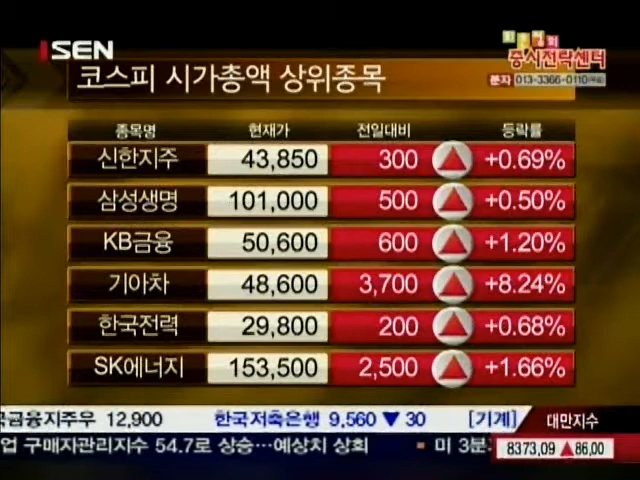 SEN
증시전략센터
문자 013-3366-0110
코스피 시가총액 상위종목
종목명 현재가 전일대비 등락률
신한지주 43,850 300 ▲ +0.69%
삼성생명 101,000 500 ▲ +0.50%
KB금융 50,600 600 ▲ +1.20%
기아차 48,600 3,700 ▲ +8.24%
한국전력 29,800 200 ▲ +0.68%
SK에너지 153,500 2,500 ▲ +1.66%
국금융지주우 12,900 한국저축은행 9,560 ▼ 30 [기계] 대만지수
업 구매자관리지수 54.7로 상승…예상치 상회 ▪ 미 3분 8373,09 ▲86,00